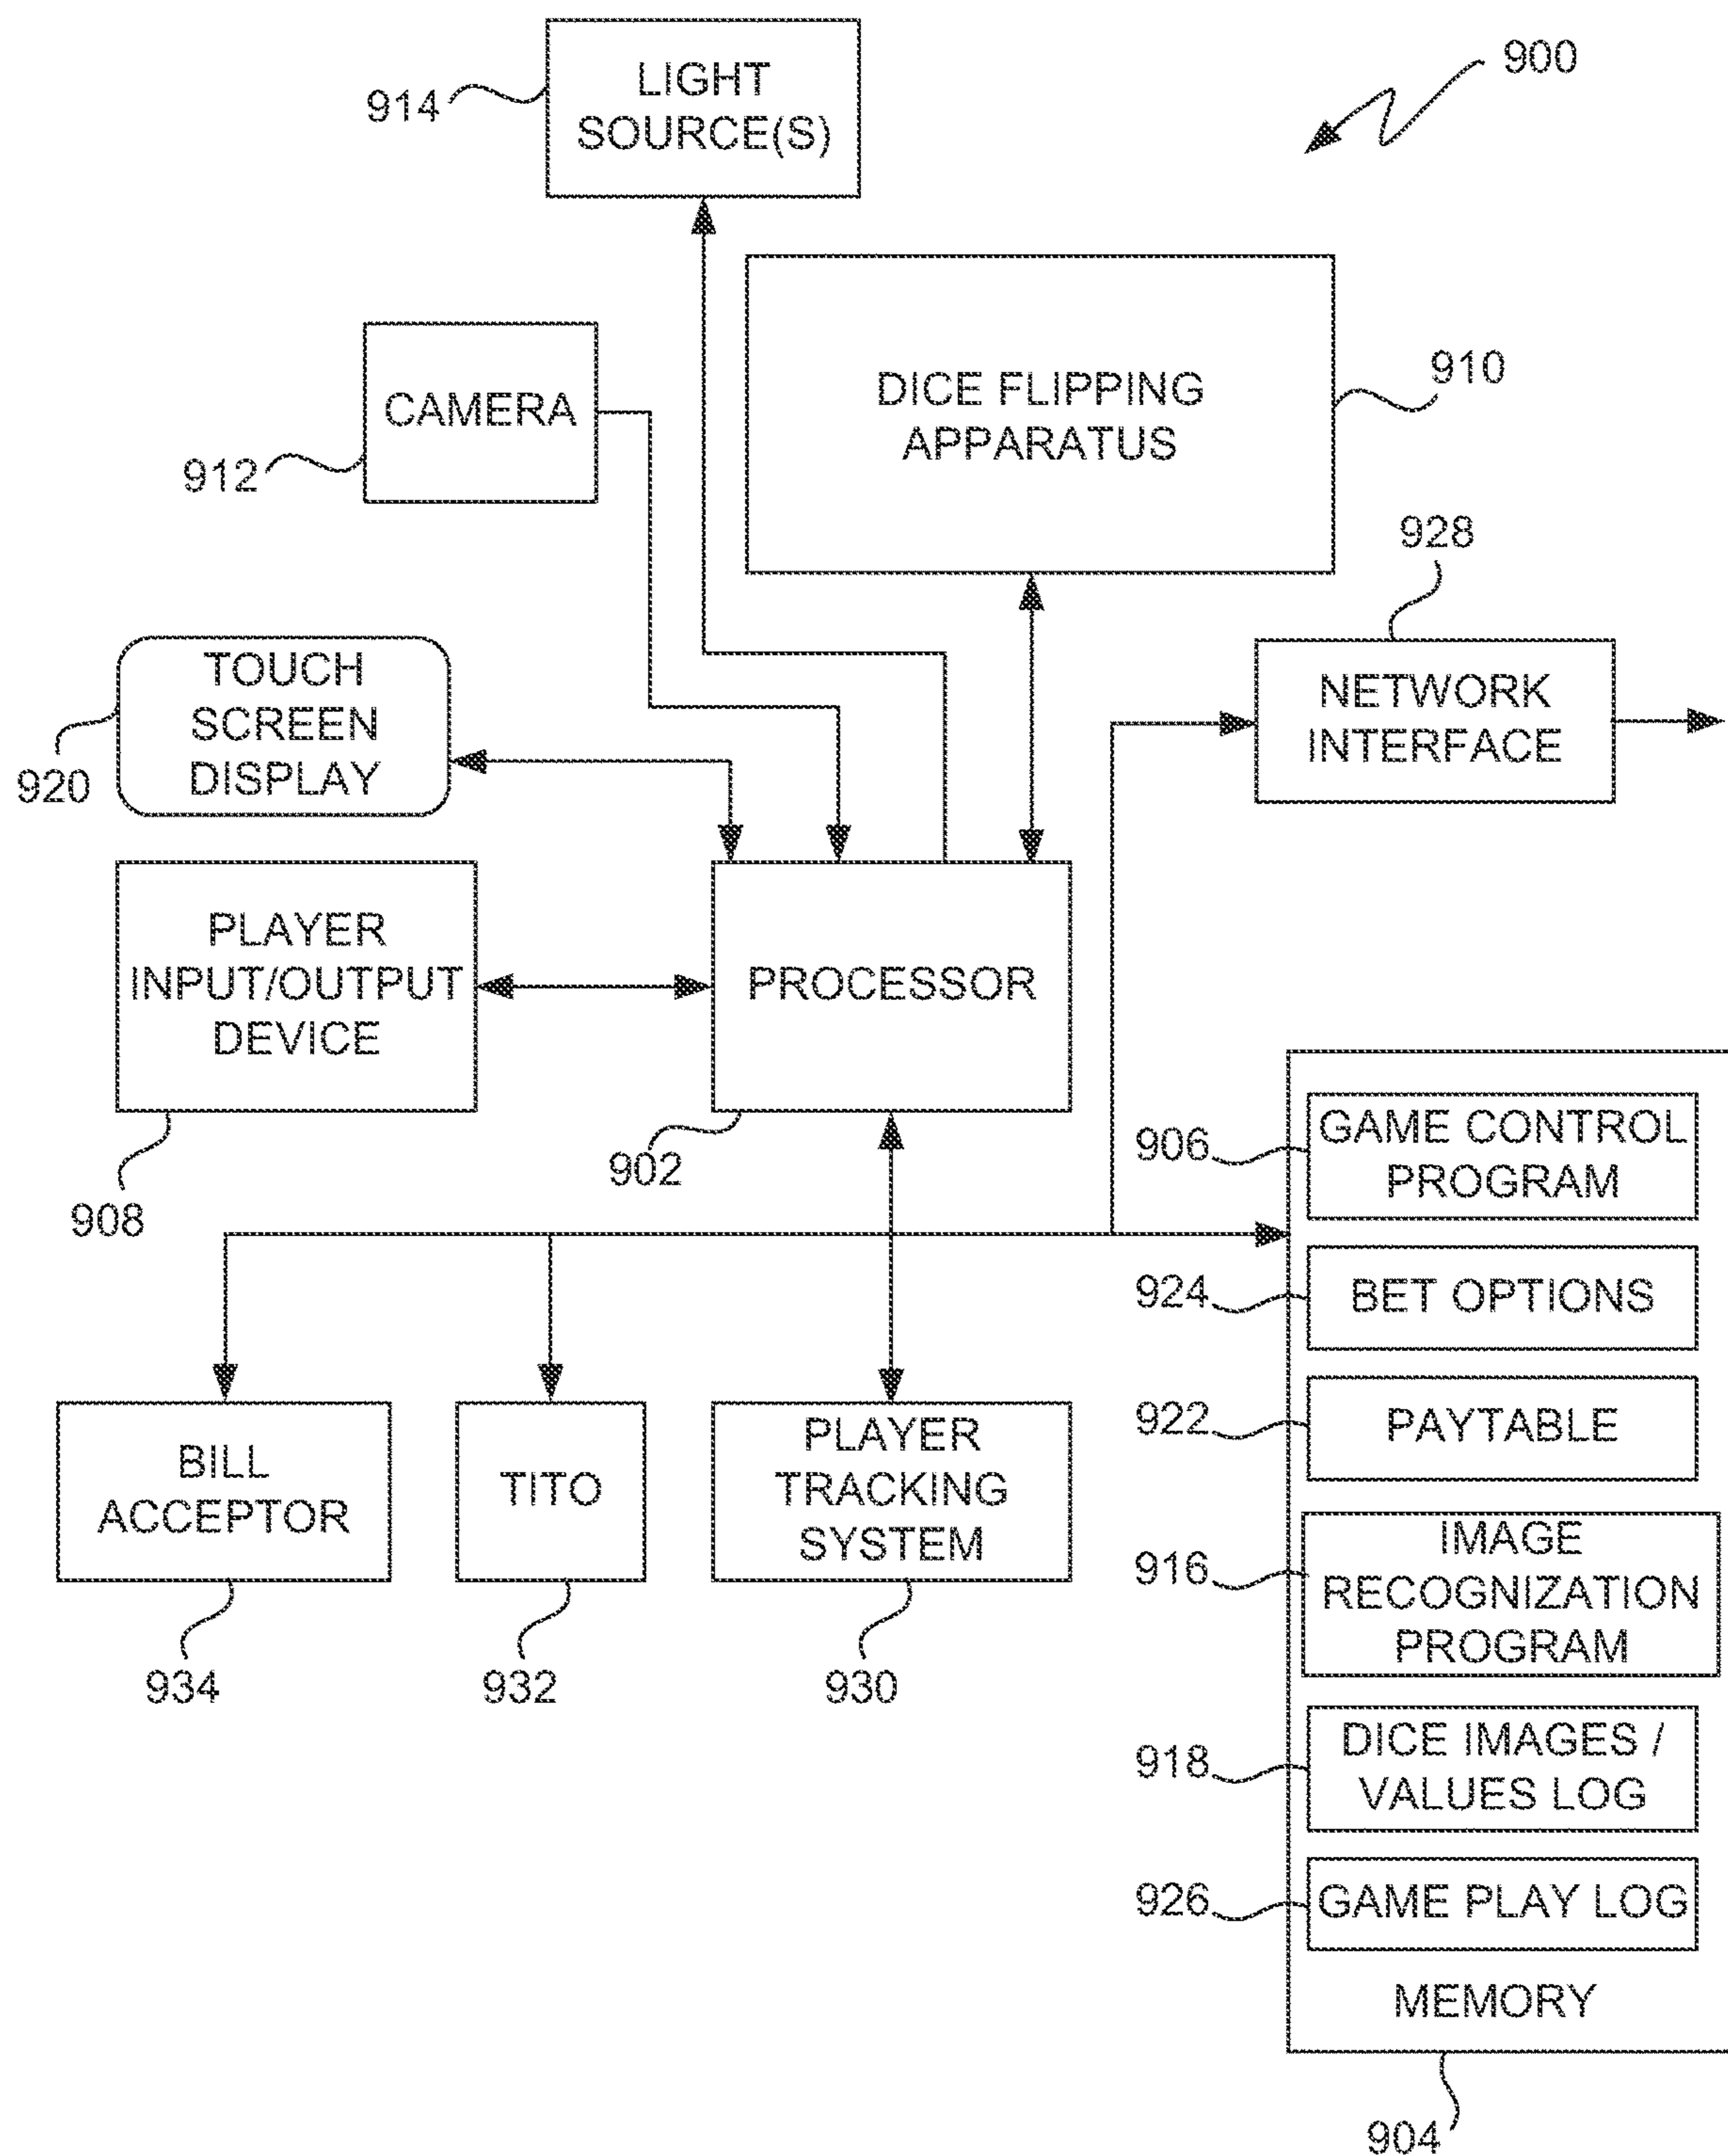 900
LIGHT
SOURCE(S)
914
DICE FLIPPING
APPARATUS
910
CAMERA
912
928
NETWORK
INTERFACE
TOUCH
SCREEN
DISPLAY
920
PLAYER
INPUT/OUTPUT
DEVICE
908
PROCESSOR
902
BILL
ACCEPTOR
934
TITO
932
PLAYER
TRACKING
SYSTEM
930
906
GAME CONTROL
PROGRAM
924
BET OPTIONS
922
PAYTABLE
916
IMAGE
RECOGNIZATION
PROGRAM
918
DICE IMAGES /
VALUES LOG
926
GAME PLAY LOG
MEMORY
904